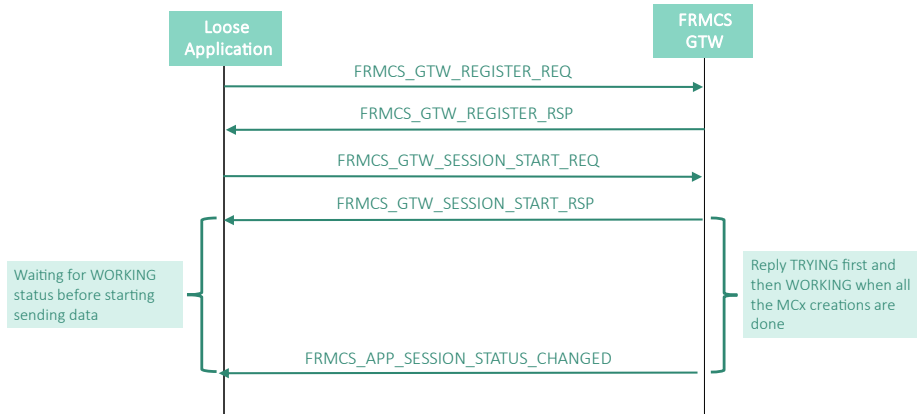 Loose
Application
FRMCS
GTW
FRMCS_GTW_REGISTER_REQ
FRMCS_GTW_REGISTER_RSP
FRMCS_GTW_SESSION_START_REQ
FRMCS_GTW_SESSION_START_RSP
Waiting for WORKING
status before starting
sending data
Reply TRYING first and
then WORKING when all
the MCx creations are
done
FRMCS_APP_SESSION_STATUS_CHANGED